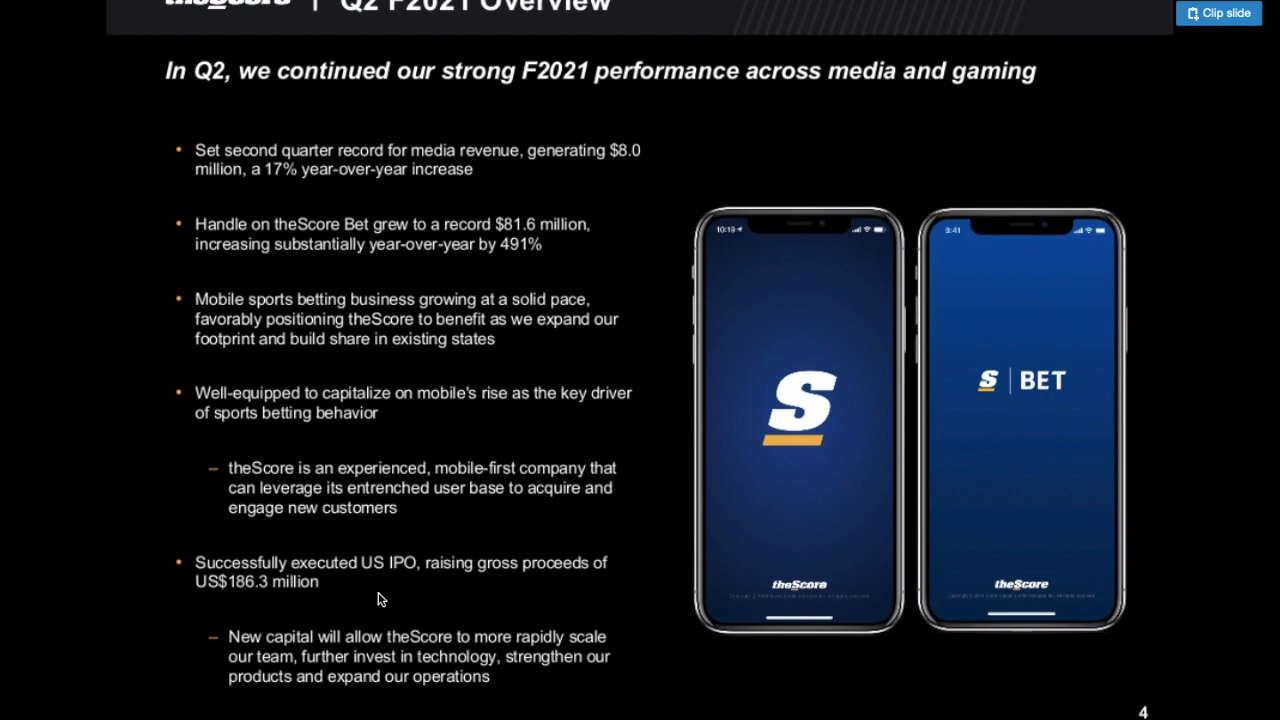 Clip slide
theScore | Q2 F2021 Overview
In Q2, we continued our strong F2021 performance across media and gaming
• Set second quarter record for media revenue, generating $8.0
million, a 17% year-over-year increase
• Handle on theScore Bet grew to a record $81.6 million,
increasing substantially year-over-year by 491%
• Mobile sports betting business growing at a solid pace,
favorably positioning theScore to benefit as we expand our
footprint and build share in existing states
• Well-equipped to capitalize on mobile's rise as the key driver
of sports betting behavior
– theScore is an experienced, mobile-first company that
can leverage its entrenched user base to acquire and
engage new customers
• Successfully executed US IPO, raising gross proceeds of
US$186.3 million
– New capital will allow theScore to more rapidly scale
our team, further invest in technology, strengthen our
products and expand our operations
10:19
S
theScore
9:41
S | BET
theScore
4